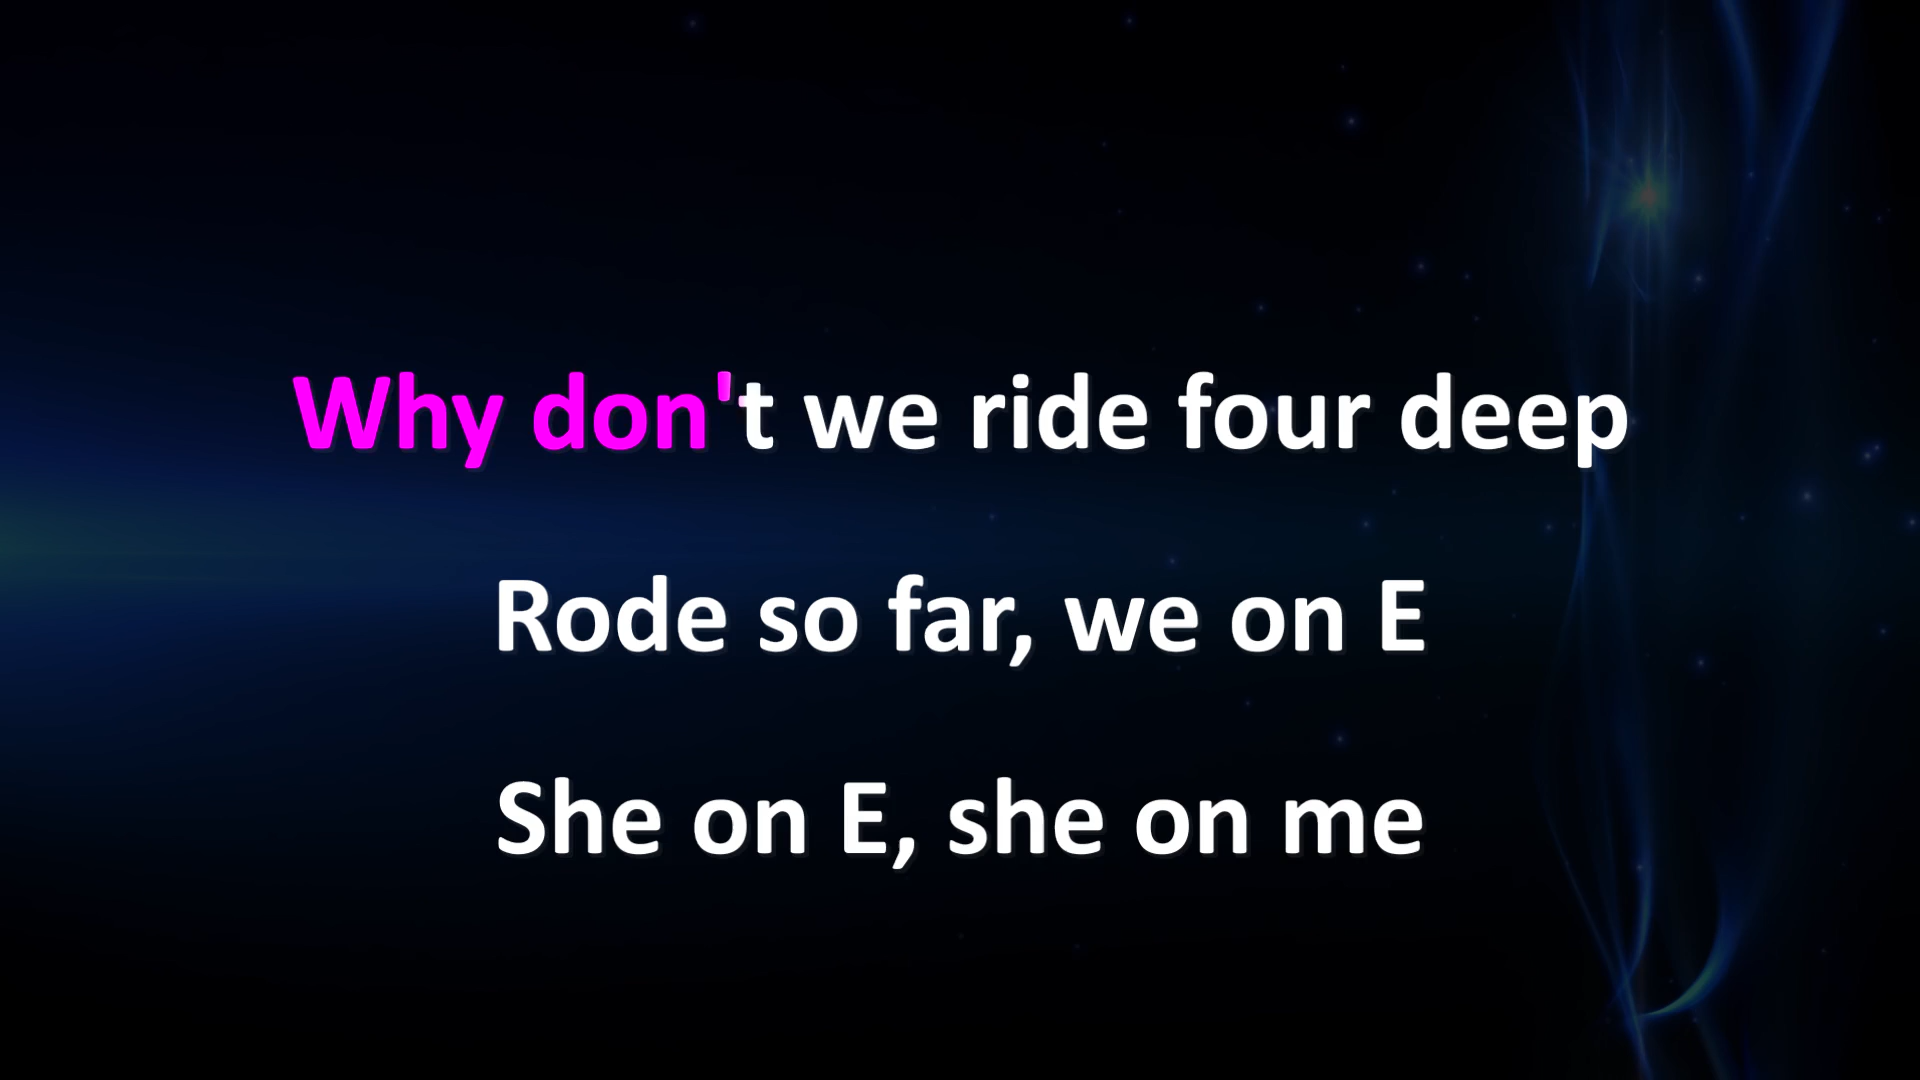 Why don't we ride four deep
Rode so far, we on E
She on E, she on me